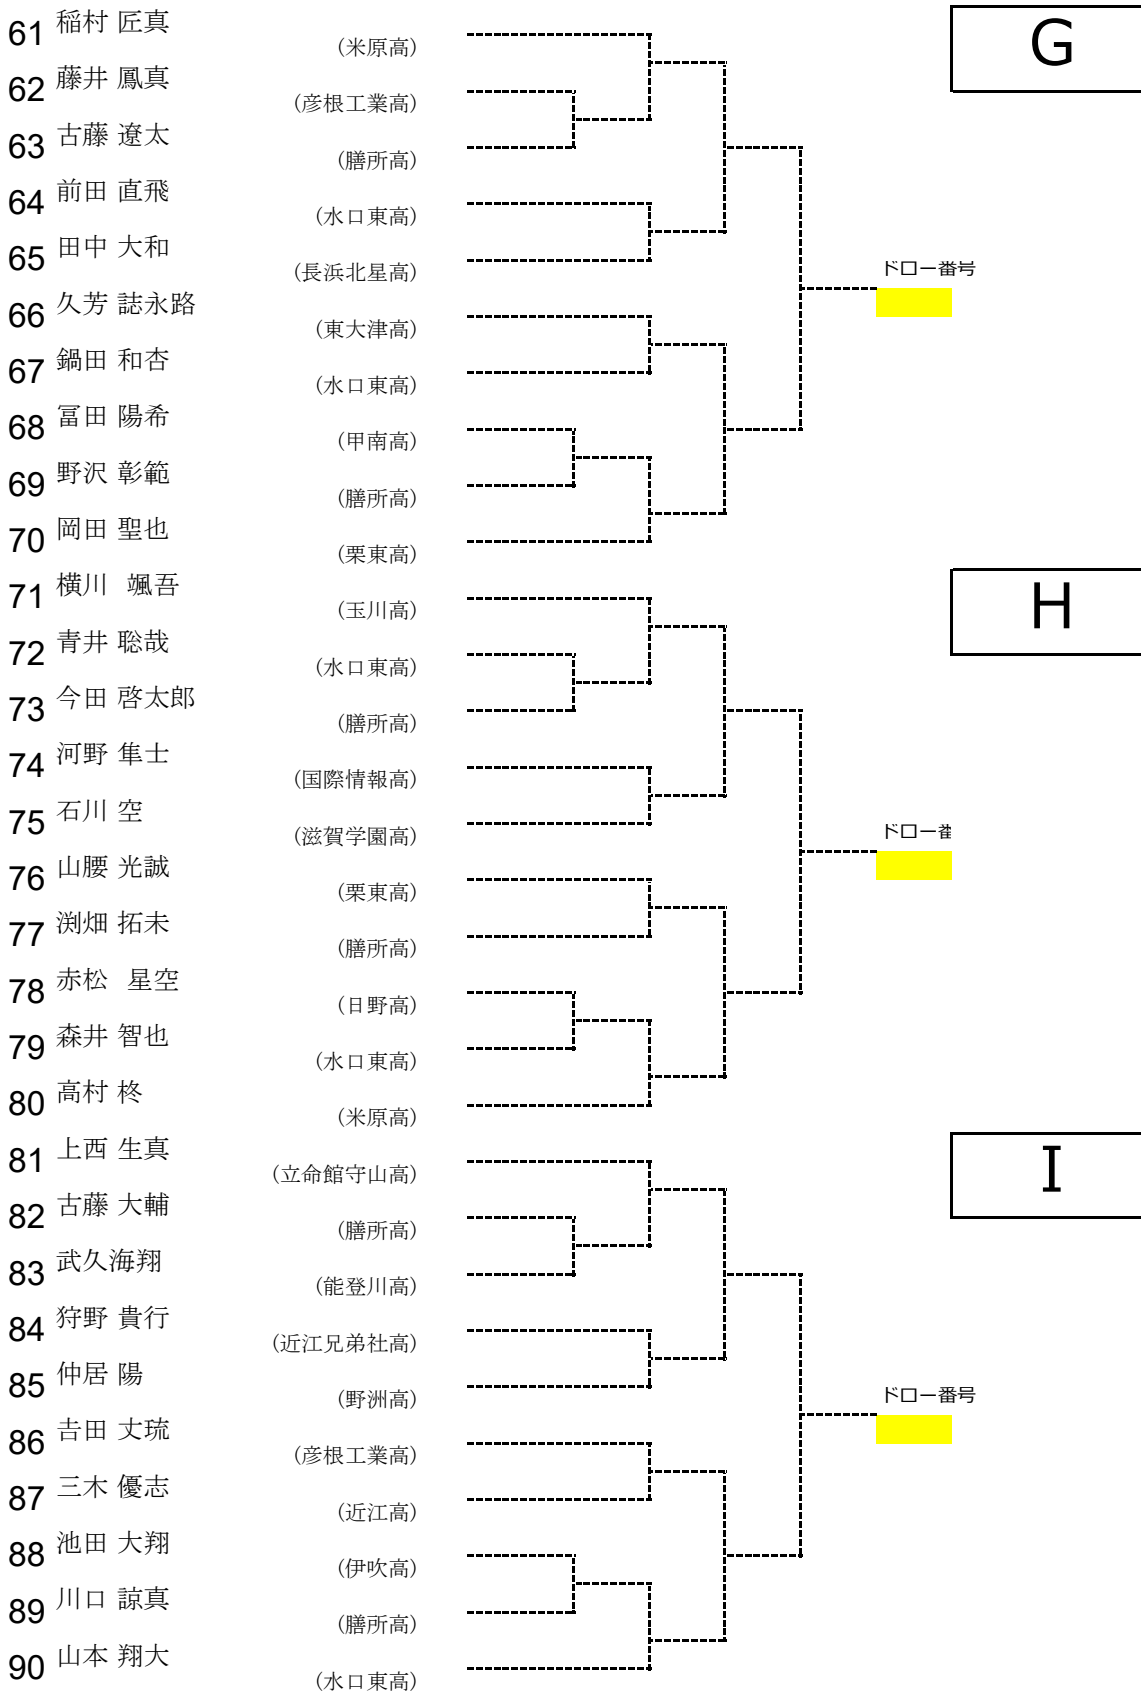 G
61 稲村 匠真 (米原高)
62 藤井 鳳真 (彦根工業高)
63 古藤 遼太 (膳所高)
64 前田 直飛 (水口東高)
65 田中 大和 (長浜北星高)
ドロー番号
66 久芳 誌永路 (東大津高)
67 鍋田 和杏 (水口東高)
68 冨田 陽希 (甲南高)
69 野沢 彰範 (膳所高)
70 岡田 聖也 (栗東高)
H
71 横川 颯吾 (玉川高)
72 青井 聡哉 (水口東高)
73 今田 啓太郎 (膳所高)
74 河野 隼士 (国際情報高)
75 石川 空 (滋賀学園高)
ドロー番
76 山腰 光誠 (栗東高)
77 渕畑 拓未 (膳所高)
78 赤松 星空 (日野高)
79 森井 智也 (水口東高)
80 高村 柊 (米原高)
I
81 上西 生真 (立命館守山高)
82 古藤 大輔 (膳所高)
83 武久海翔 (能登川高)
84 狩野 貴行 (近江兄弟社高)
85 仲居 陽 (野洲高)
ドロー番号
86 𠮷田 丈琉 (彦根工業高)
87 三木 優志 (近江高)
88 池田 大翔 (伊吹高)
89 川口 諒真 (膳所高)
90 山本 翔大 (水口東高)